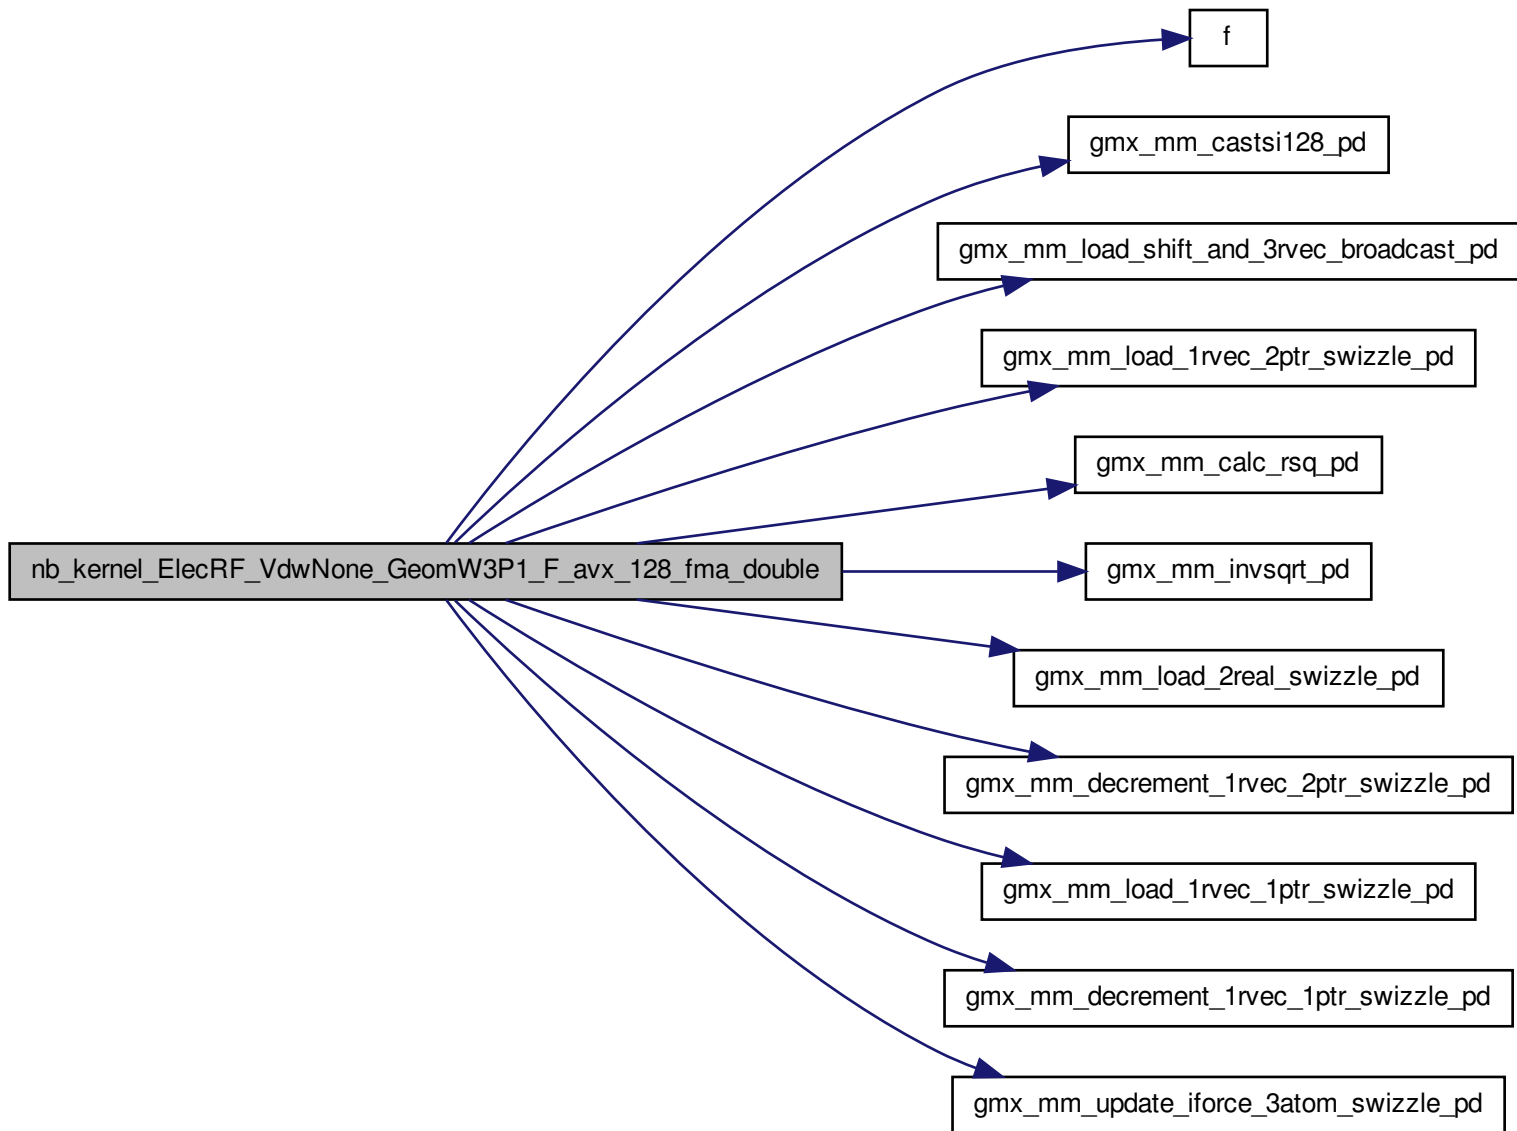 f
gmx_mm_castsi128_pd
gmx_mm_load_shift_and_3rvec_broadcast_pd
gmx_mm_load_1rvec_2ptr_swizzle_pd
gmx_mm_calc_rsq_pd
nb_kernel_ElecRF_VdwNone_GeomW3P1_F_avx_128_fma_double
gmx_mm_invsqrt_pd
gmx_mm_load_2real_swizzle_pd
gmx_mm_decrement_1rvec_2ptr_swizzle_pd
gmx_mm_load_1rvec_1ptr_swizzle_pd
gmx_mm_decrement_1rvec_1ptr_swizzle_pd
gmx_mm_update_iforce_3atom_swizzle_pd